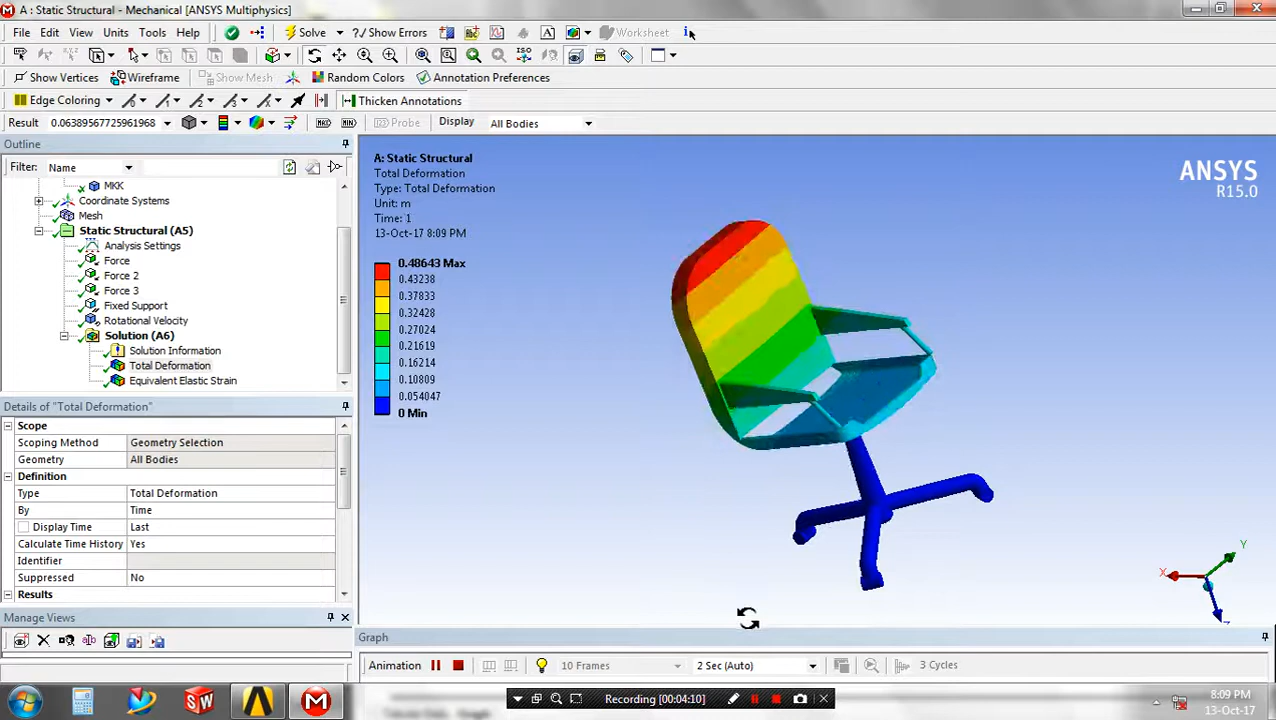 A : Static Structural - Mechanical [ANSYS Multiphysics]
File Edit View Units Tools Help Solve ?/ Show Errors Worksheet
Show Vertices Wireframe Show Mesh Random Colors Annotation Preferences
Edge Coloring Thicken Annotations
Result 0.06389567725961968 MAX MIN Probe Display All Bodies
Outline
Filter: Name
MKK
Coordinate Systems
Mesh
Static Structural (A5)
Analysis Settings
Force
Force 2
Force 3
Fixed Support
Rotational Velocity
Solution (A6)
Solution Information
Total Deformation
Equivalent Elastic Strain
Details of "Total Deformation"
Scope
Scoping Method Geometry Selection
Geometry All Bodies
Definition
Type Total Deformation
By Time
Display Time Last
Calculate Time History Yes
Identifier
Suppressed No
Results
Manage Views
A: Static Structural
Total Deformation
Type: Total Deformation
Unit: m
Time: 1
13-Oct-17 8:09 PM
0.48643 Max
0.43238
0.37833
0.32428
0.27024
0.21619
0.16214
0.10809
0.054047
0 Min
ANSYS
R15.0
X
Y
Graph
Animation 10 Frames 2 Sec (Auto) 3 Cycles
Recording [00:04:10]
8:09 PM
13-Oct-17